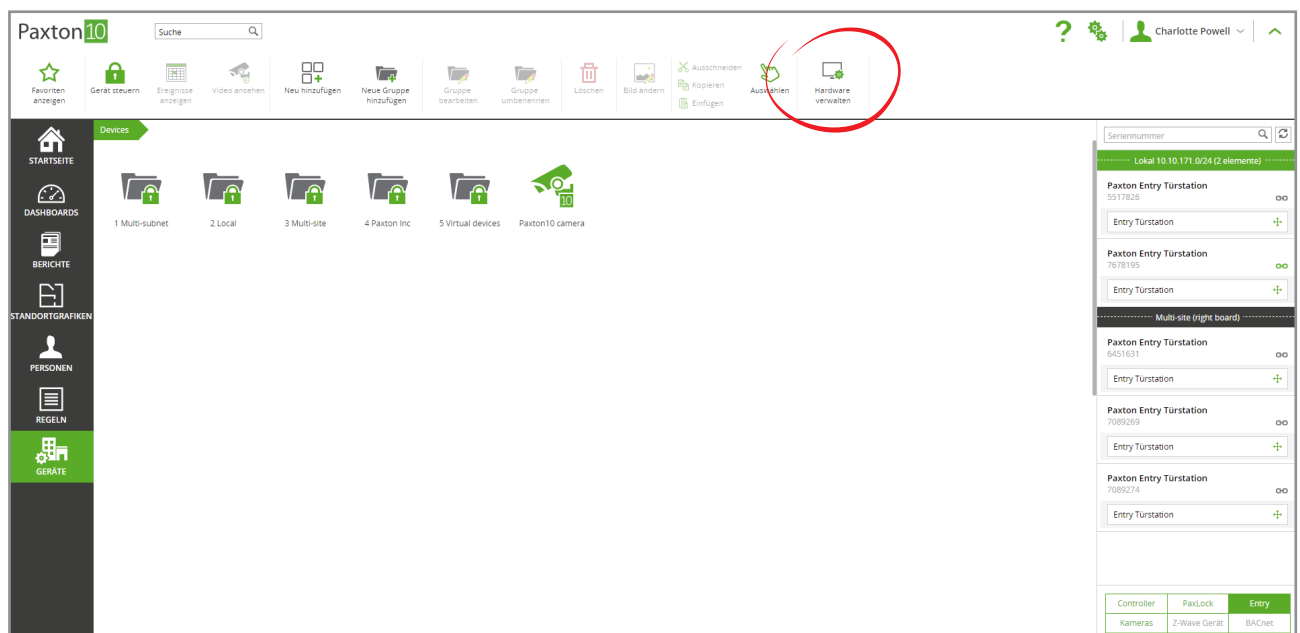 Paxton10
Suche
Charlotte Powell
Favoriten
anzeigen
Gerät steuern
Ereignisse
anzeigen
Video ansehen
Neu hinzufügen
Neue Gruppe
hinzufügen
Gruppe
bearbeiten
Gruppe
umbenennen
Löschen
Bild ändern
Ausschneiden
Kopieren
Einfügen
Auswählen
Hardware
verwalten
STARTSEITE
DASHBOARDS
BERICHTE
STANDORTGRAFIKEN
PERSONEN
REGELN
GERÄTE
Devices
1 Multi-subnet
2 Local
3 Multi-site
4 Paxton Inc
5 Virtual devices
10
Paxton10 camera
Seriennummer
Lokal 10.10.171.0/24 (2 elemente)
Paxton Entry Türstation
5517826
Entry Türstation
Paxton Entry Türstation
7678195
Entry Türstation
Multi-site (right board)
Paxton Entry Türstation
6451631
Entry Türstation
Paxton Entry Türstation
7089269
Entry Türstation
Paxton Entry Türstation
7089274
Entry Türstation
Controller PaxLock Entry
Kameras Z-Wave Gerät BACnet